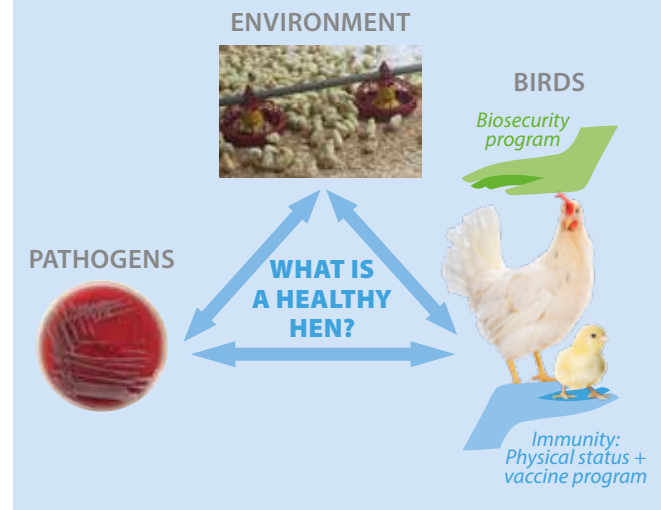 ENVIRONMENT
BIRDS
Biosecurity
program
PATHOGENS
WHAT IS
A HEALTHY
HEN?
Immunity:
Physical status +
vaccine program